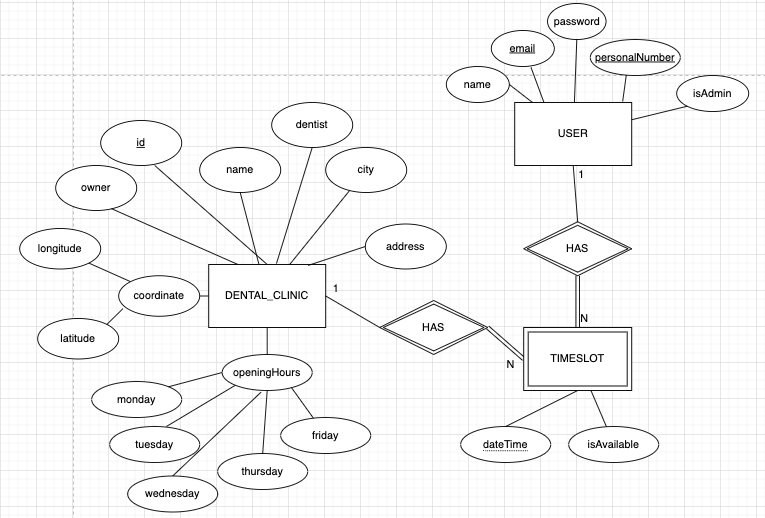 password
email
personalNumber
name
isAdmin
USER
1
dentist
id
name
city
owner
address
longitude
HAS
coordinate
DENTAL_CLINIC
1
latitude
HAS
N
N
TIMESLOT
openingHours
monday
friday
tuesday
dateTime
isAvailable
thursday
wednesday